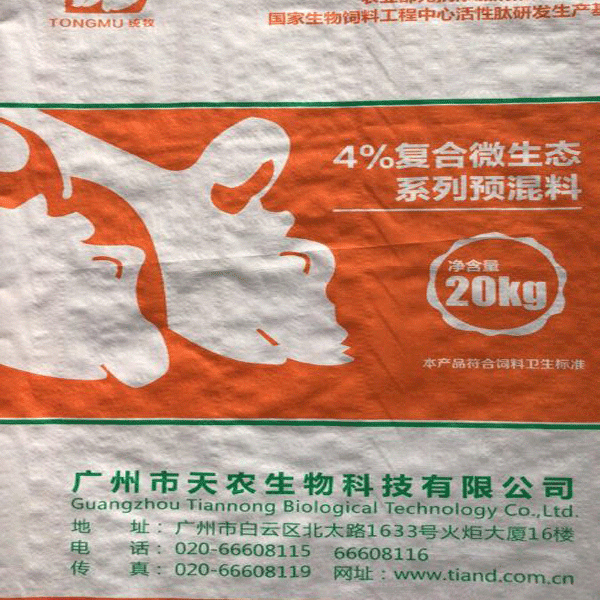 TONGMU 统牧
国家生物饲料工程中心活性肽研发生产基
4%复合微生态
系列预混料
净含量
20kg
本产品符合饲料卫生标准
广州市天农生物科技有限公司
Guangzhou Tiannong Biological Technology Co.,Ltd.
地 址：广州市白云区北太路1633号火炬大厦16楼
电 话：020-66608115 66608116
传 真：020-66608119 网址：www.tiand.com.cn